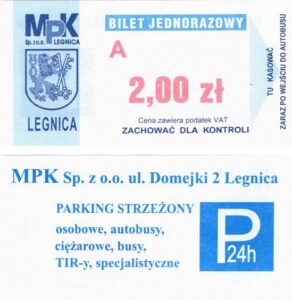 MPK
Sp. z o.o. LEGNICA
LEGNICA
BILET JEDNORAZOWY
A
2,00 zł
Cena zawiera podatek VAT
ZACHOWAĆ DLA KONTROLI
TU KASOWAĆ
ZARAZ PO WEJŚCIU DO AUTOBUSU
MPK Sp. z o.o. ul. Domejki 2 Legnica
PARKING STRZEŻONY
osobowe, autobusy,
ciężarowe, busy,
TIR-y, specjalistyczne
P
24h